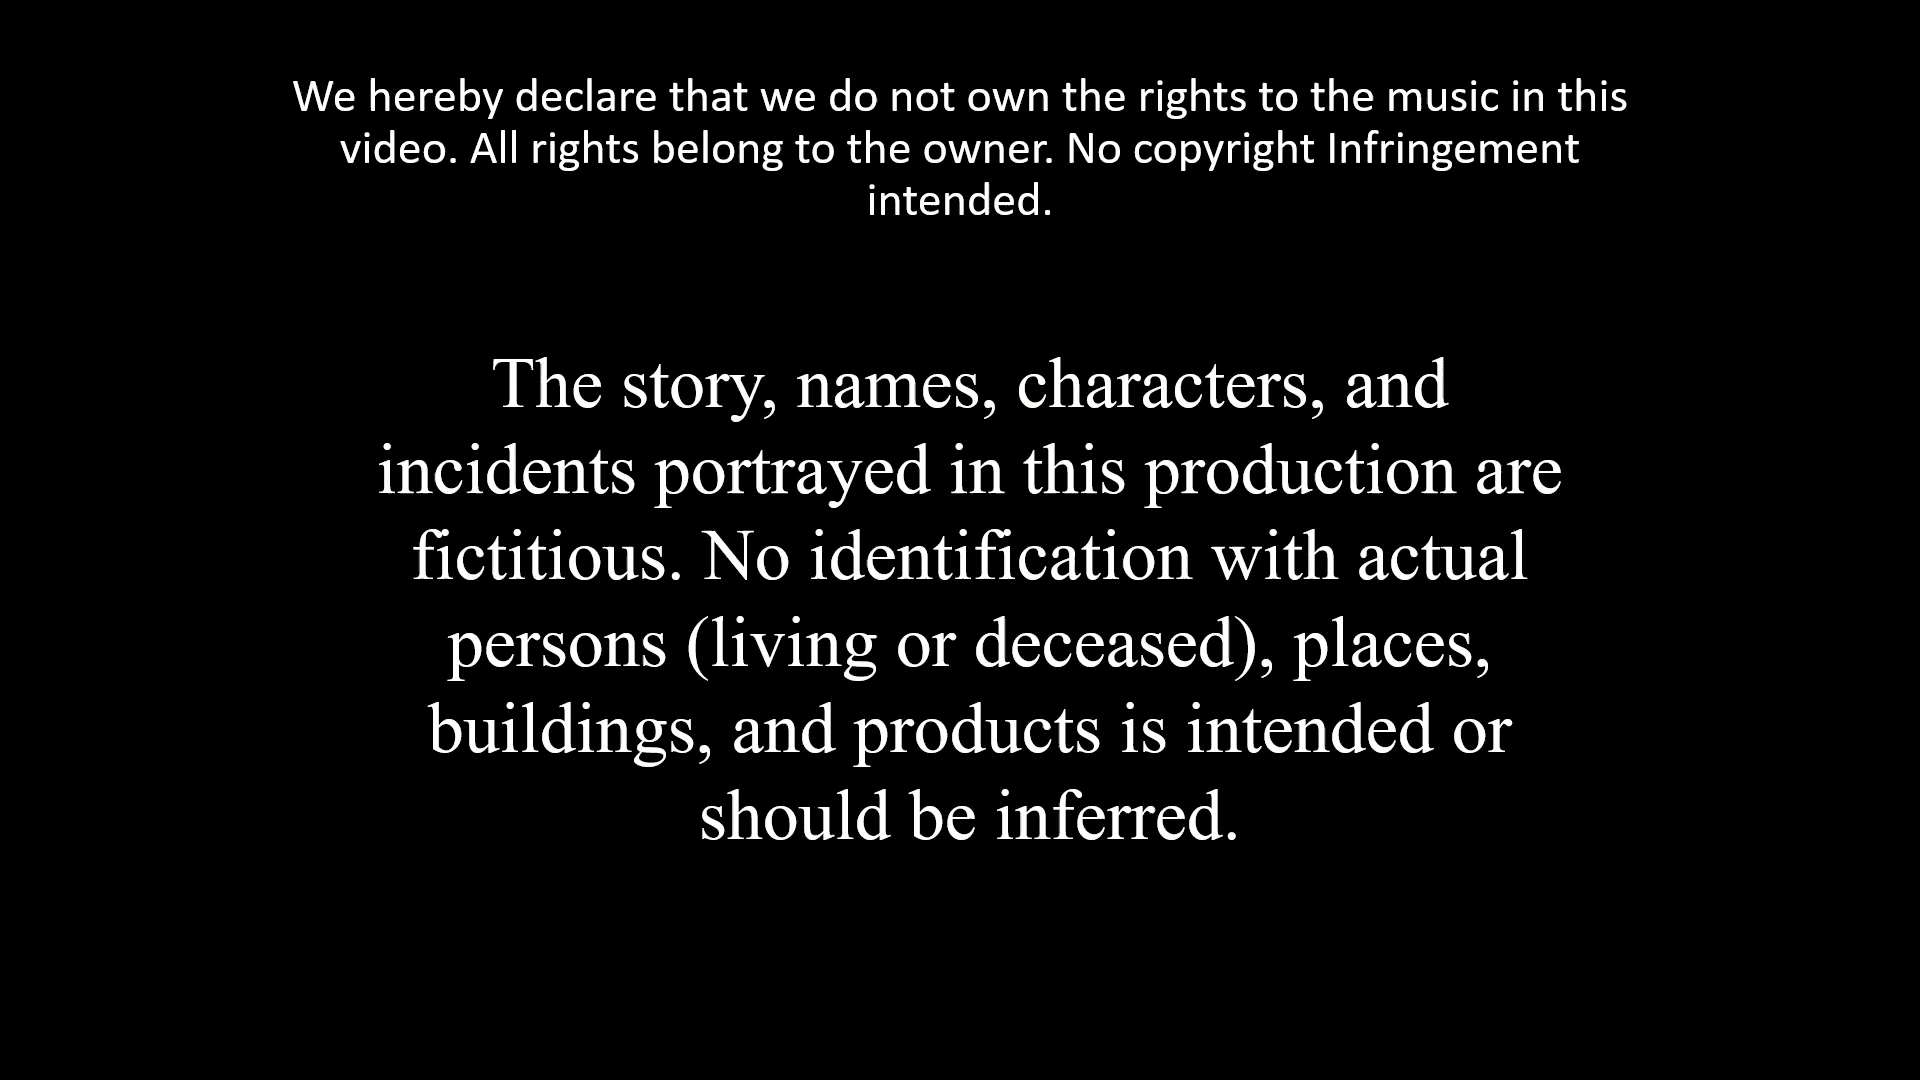 We hereby declare that we do not own the rights to the music in this
video. All rights belong to the owner. No copyright Infringement
intended.
The story, names, characters, and
incidents portrayed in this production are
fictitious. No identification with actual
persons (living or deceased), places,
buildings, and products is intended or
should be inferred.